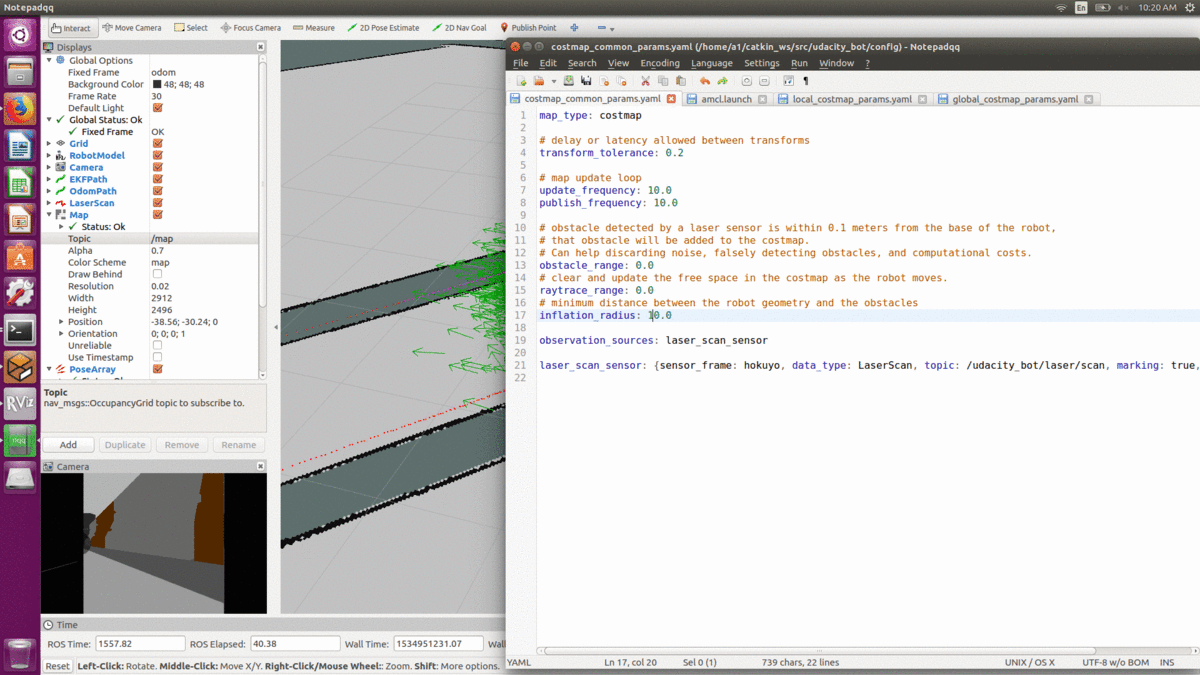 Notepadqq
En
10:20 AM
Interact Move Camera Select Focus Camera Measure 2D Pose Estimate 2D Nav Goal Publish Point
Displays
Global Options
Fixed Frame odom
Background Color 48; 48; 48
Frame Rate 30
Default Light
Global Status: Ok
Fixed Frame OK
Grid
RobotModel
Camera
EKFPath
OdomPath
LaserScan
Map
Status: Ok
Topic /map
Alpha 0.7
Color Scheme map
Draw Behind
Resolution 0.02
Width 2912
Height 2496
Position -38.56; -30.24; 0
Orientation 0; 0; 0; 1
Unreliable
Use Timestamp
PoseArray
Topic
nav_msgs::OccupancyGrid topic to subscribe to.
Add Duplicate Remove Rename
Camera
Time
ROS Time: 1557.82 ROS Elapsed: 40.38 Wall Time: 1534951231.07 Wall
Reset Left-Click: Rotate. Middle-Click: Move X/Y. Right-Click/Mouse Wheel:: Zoom. Shift: More options.
RViz
costmap_common_params.yaml (/home/a1/catkin_ws/src/udacity_bot/config) - Notepadqq
File Edit Search View Encoding Language Settings Run Window ?
costmap_common_params.yaml amcl.launch local_costmap_params.yaml global_costmap_params.yaml
1 map_type: costmap
2
3 # delay or latency allowed between transforms
4 transform_tolerance: 0.2
5
6 # map update loop
7 update_frequency: 10.0
8 publish_frequency: 10.0
9
10 # obstacle detected by a laser sensor is within 0.1 meters from the base of the robot,
11 # that obstacle will be added to the costmap.
12 # Can help discarding noise, falsely detecting obstacles, and computational costs.
13 obstacle_range: 0.0
14 # clear and update the free space in the costmap as the robot moves.
15 raytrace_range: 0.0
16 # minimum distance between the robot geometry and the obstacles
17 inflation_radius: 10.0
18
19 observation_sources: laser_scan_sensor
20
21 laser_scan_sensor: {sensor_frame: hokuyo, data_type: LaserScan, topic: /udacity_bot/laser/scan, marking: true,
22
YAML Ln 17, col 20 Sel 0 (1) 739 chars, 22 lines UNIX / OS X UTF-8 w/o BOM INS